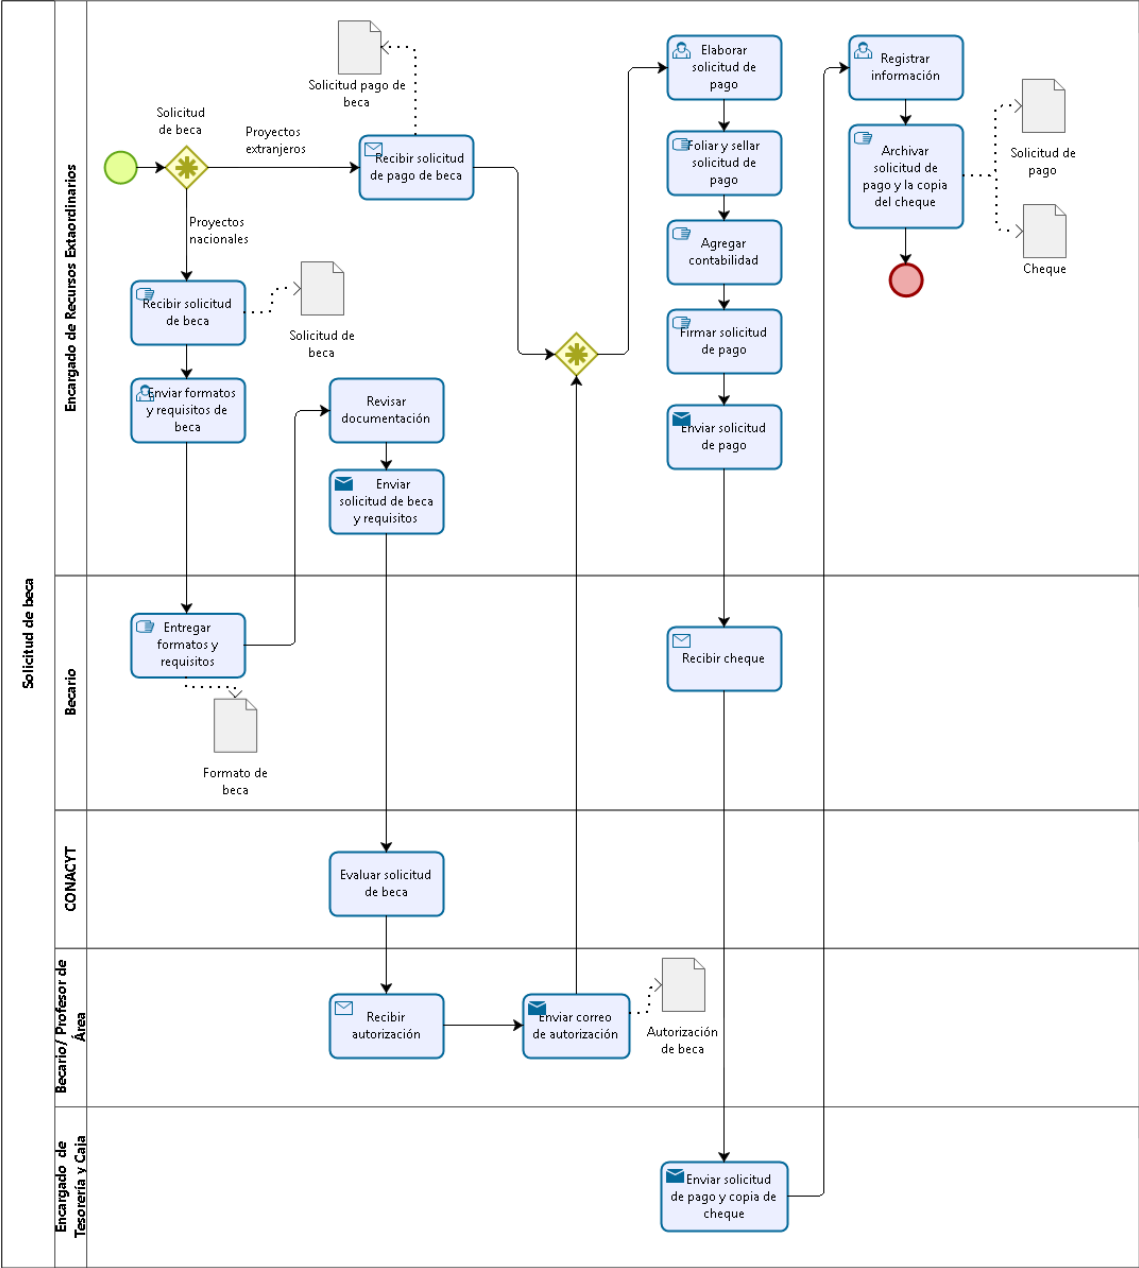 Solicitud de beca
Encargado de Recursos Extaordinarios
Solicitud
de beca
Proyectos
extranjeros
Proyectos
nacionales
Solicitud pago de
beca
Recibir solicitud
de pago de beca
Recibir solicitud
de beca
Solicitud de
beca
Enviar formatos
y requisitos de
beca
Revisar
documentación
Enviar
solicitud de beca
y requisitos
Elaborar
solicitud de
pago
Foliar y sellar
solicitud de
pago
Agregar
contabilidad
Firmar solicitud
de pago
Enviar solicitud
de pago
Registrar
información
Archivar
solicitud de
pago y la copia
del cheque
Solicitud de
pago
Cheque
Becario
Entregar
formatos y
requisitos
Formato de
beca
Recibir cheque
CONACYT
Evaluar solicitud
de beca
Becario/ Profesor de
Área
Recibir
autorización
Enviar correo
de autorización
Autorización
de beca
Encargado de
Tesorería y Caja
Enviar solicitud
de pago y copia de
cheque